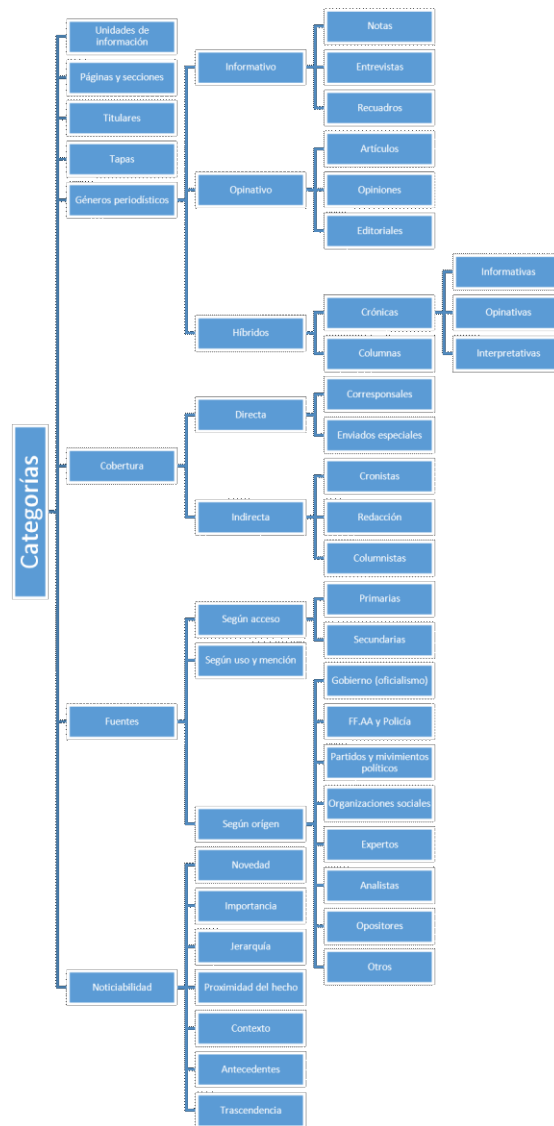 Categorías
Unidades de
información
Páginas y secciones
Titulares
Tapas
Géneros periodísticos
Informativo
Notas
Entrevistas
Recuadros
Opinativo
Artículos
Opiniones
Editoriales
Híbridos
Crónicas
Informativas
Opinativas
Interpretativas
Columnas
Cobertura
Directa
Corresponsales
Enviados especiales
Indirecta
Cronistas
Redacción
Columnistas
Fuentes
Según acceso
Primarias
Secundarias
Según uso y mención
Según orígen
Gobierno (oficialismo)
FF.AA y Policía
Partidos y mivimientos
políticos
Organizaciones sociales
Expertos
Analistas
Opositores
Otros
Noticiabilidad
Novedad
Importancia
Jerarquía
Proximidad del hecho
Contexto
Antecedentes
Trascendencia